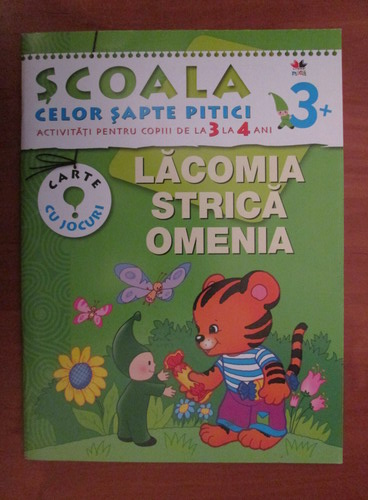 ȘCOALA
CELOR ȘAPTE PITICI
ACTIVITĂȚI PENTRU COPIII DE LA 3 LA 4 ANI
3+
CARTE
CU JOCURI
LĂCOMIA
STRICĂ
OMENIA